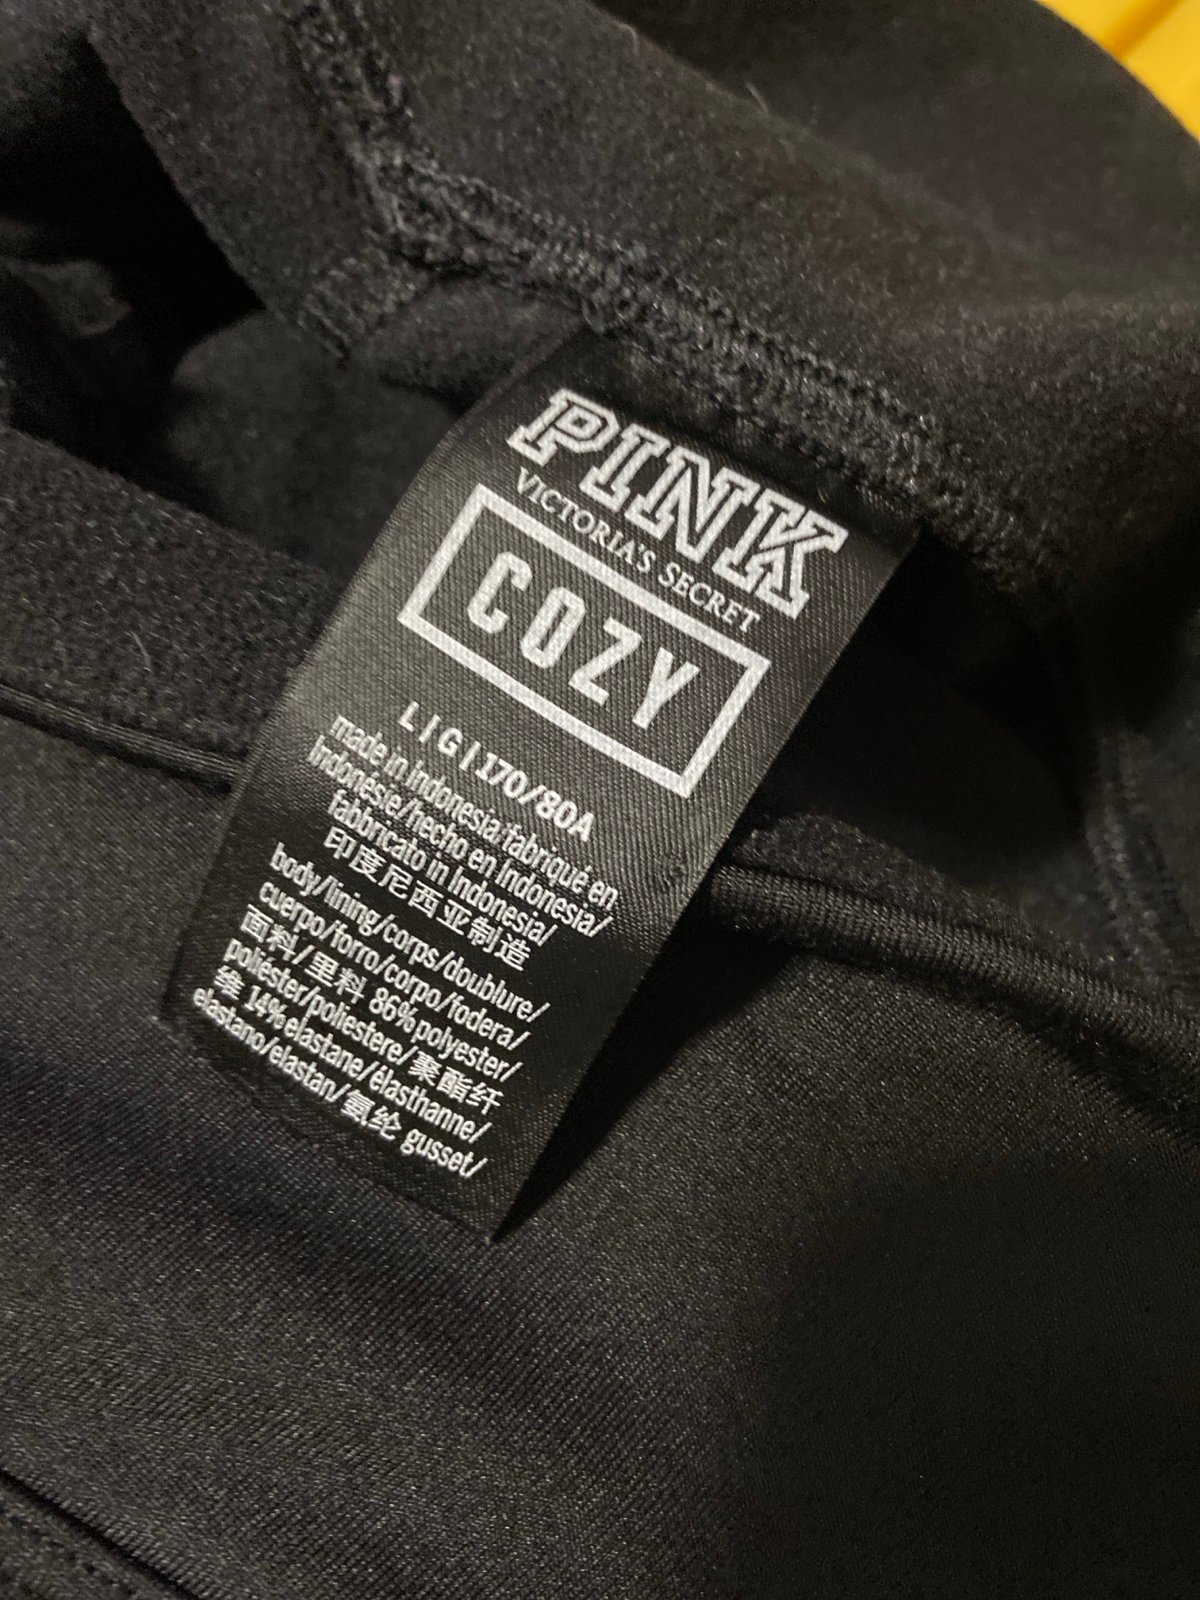 PINK
VICTORIA'S SECRET
COZY
L|G|170/80A
made in Indonesia/fabriqué en
Indonésie/hecho en Indonesia/
fabbricato in Indonesia/
印度尼西亚制造
body/lining/corps/doublure/
cuerpo/forro/corpo/fodera/
面料/里料 86% polyester/
poliéster/poliestere/聚酯纤
维 14% elastane/élasthanne/
elastano/elastan/氨纶 gusset/